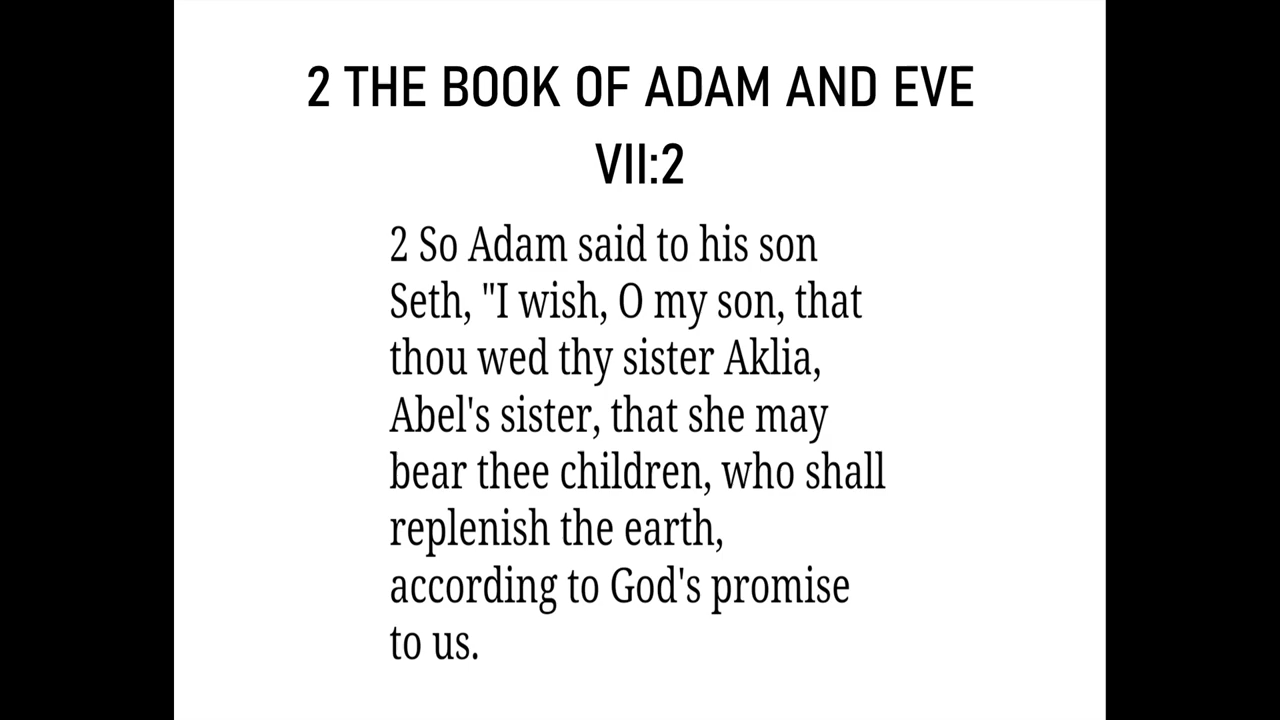 2 THE BOOK OF ADAM AND EVE
VII:2
2 So Adam said to his son
Seth, "I wish, O my son, that
thou wed thy sister Aklia,
Abel's sister, that she may
bear thee children, who shall
replenish the earth,
according to God's promise
to us.